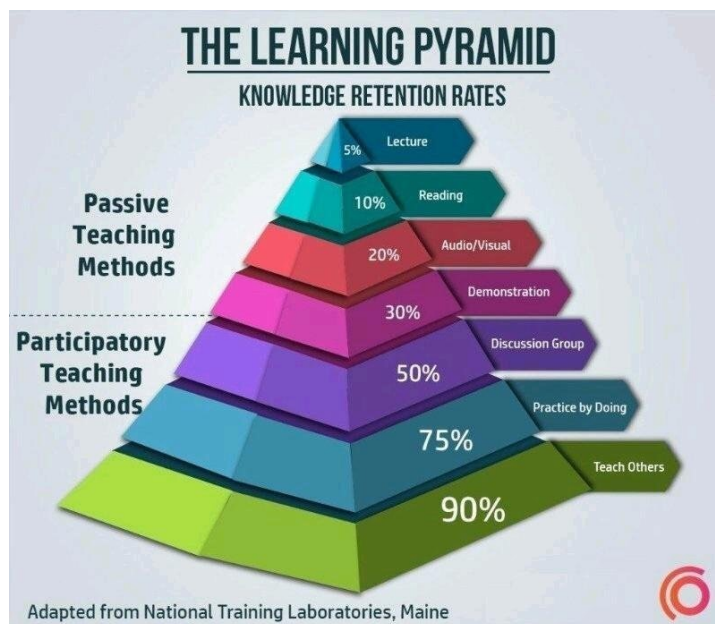 THE LEARNING PYRAMID
KNOWLEDGE RETENTION RATES
5%
Lecture
10%
Reading
Passive
Teaching
Methods
20%
Audio/Visual
30%
Demonstration
Participatory
Teaching
Methods
50%
Discussion Group
75%
Practice by Doing
90%
Teach Others
Adapted from National Training Laboratories, Maine